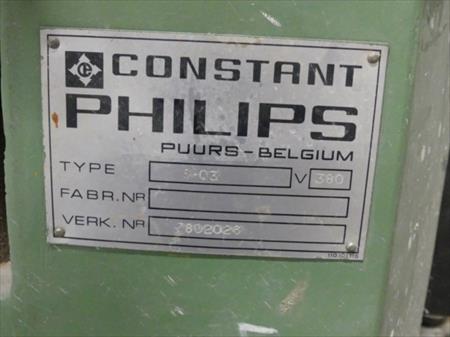 CONSTANT
PHILIPS
PUURS-BELGIUM
TYPE V 380
FABR.NR
VERK. NR 7802026